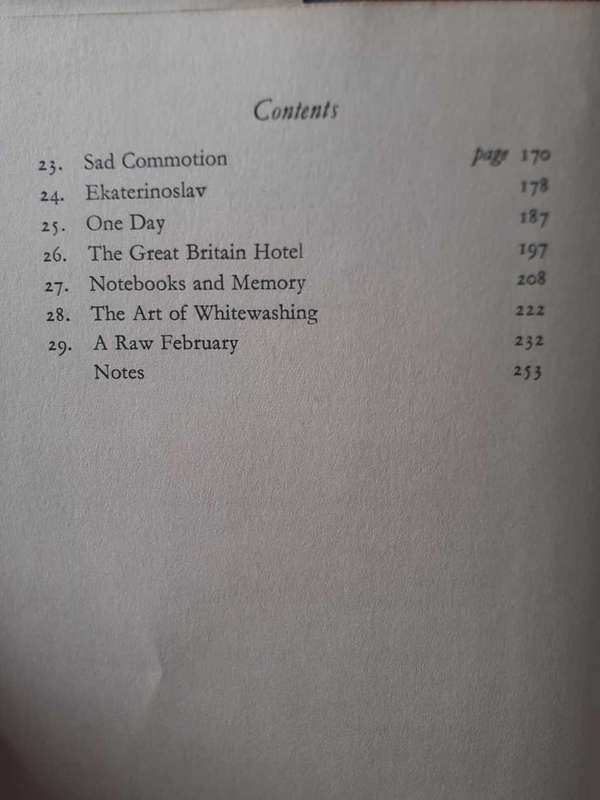 Contents
23. Sad Commotion page 170
24. Ekaterinoslav 178
25. One Day 187
26. The Great Britain Hotel 197
27. Notebooks and Memory 208
28. The Art of Whitewashing 222
29. A Raw February 232
Notes 253